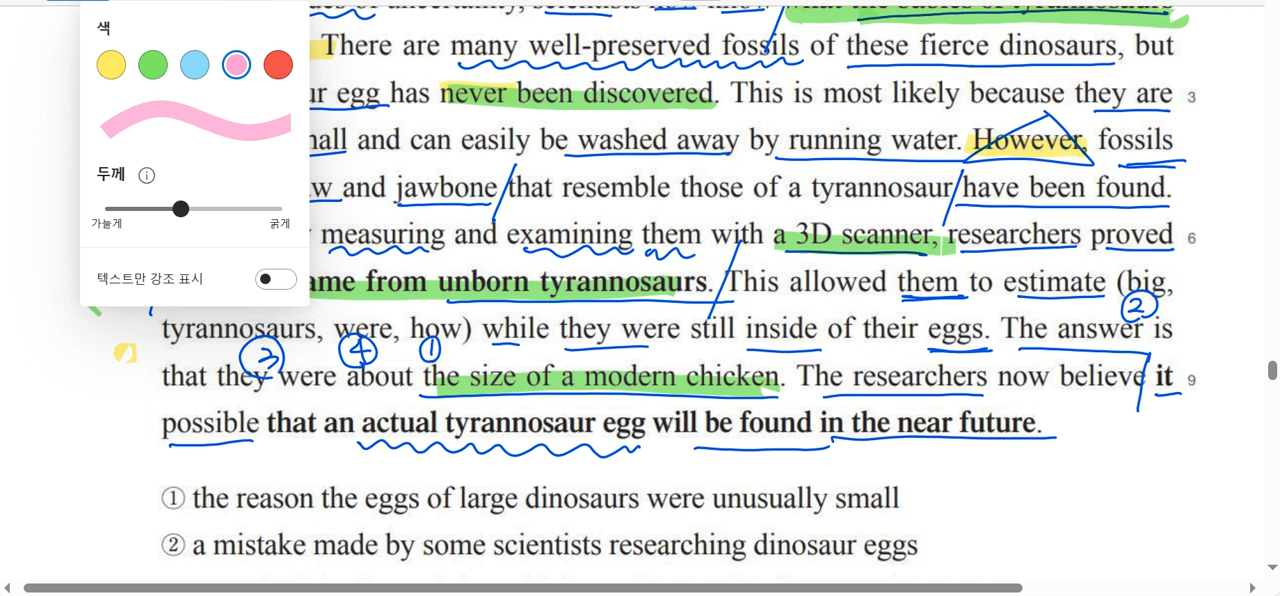 색
두께
가늘게 굵게
텍스트만 강조 표시
There are many well-preserved fossils of these fierce dinosaurs, but
egg has never been discovered. This is most likely because they are 3
and can easily be washed away by running water. However, fossils
and jawbone that resemble those of a tyrannosaur have been found.
measuring and examining them with a 3D scanner, researchers proved 6
from unborn tyrannosaurs. This allowed them to estimate (big,
②
tyrannosaurs, were, how) while they were still inside of their eggs. The answer is
③ ④ ①
that they were about the size of a modern chicken. The researchers now believe it 9
possible that an actual tyrannosaur egg will be found in the near future.
① the reason the eggs of large dinosaurs were unusually small
② a mistake made by some scientists researching dinosaur eggs